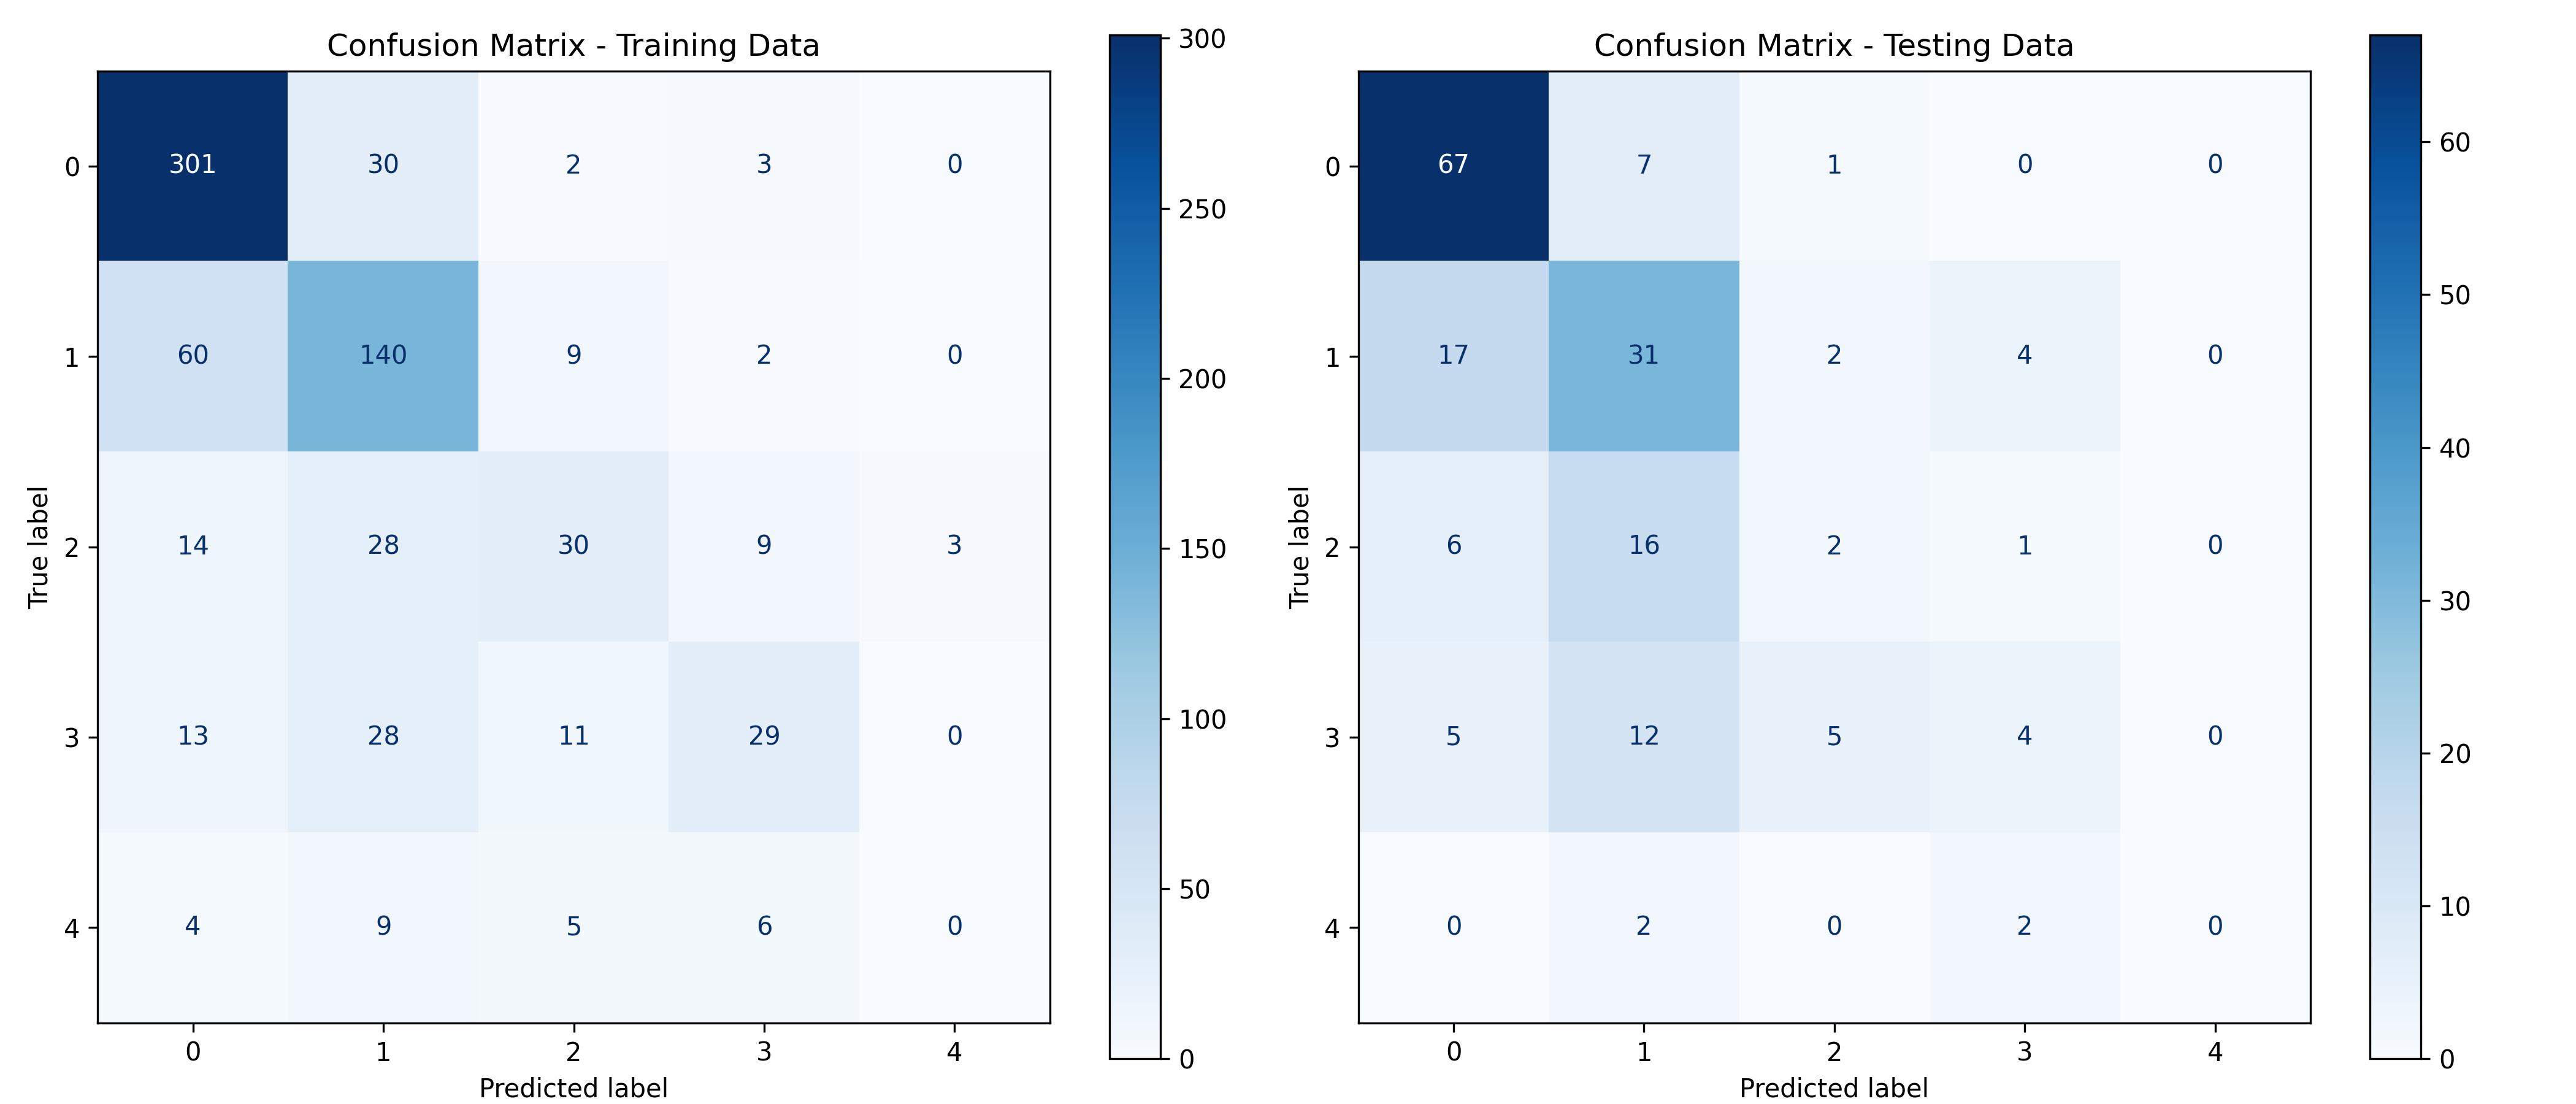 Confusion Matrix - Training Data
300
250
200
150
100
50
0
True label
0 301 30 2 3 0
1 60 140 9 2 0
2 14 28 30 9 3
3 13 28 11 29 0
4 4 9 5 6 0
0 1 2 3 4
Predicted label
Confusion Matrix - Testing Data
60
50
40
30
20
10
0
True label
0 67 7 1 0 0
1 17 31 2 4 0
2 6 16 2 1 0
3 5 12 5 4 0
4 0 2 0 2 0
0 1 2 3 4
Predicted label